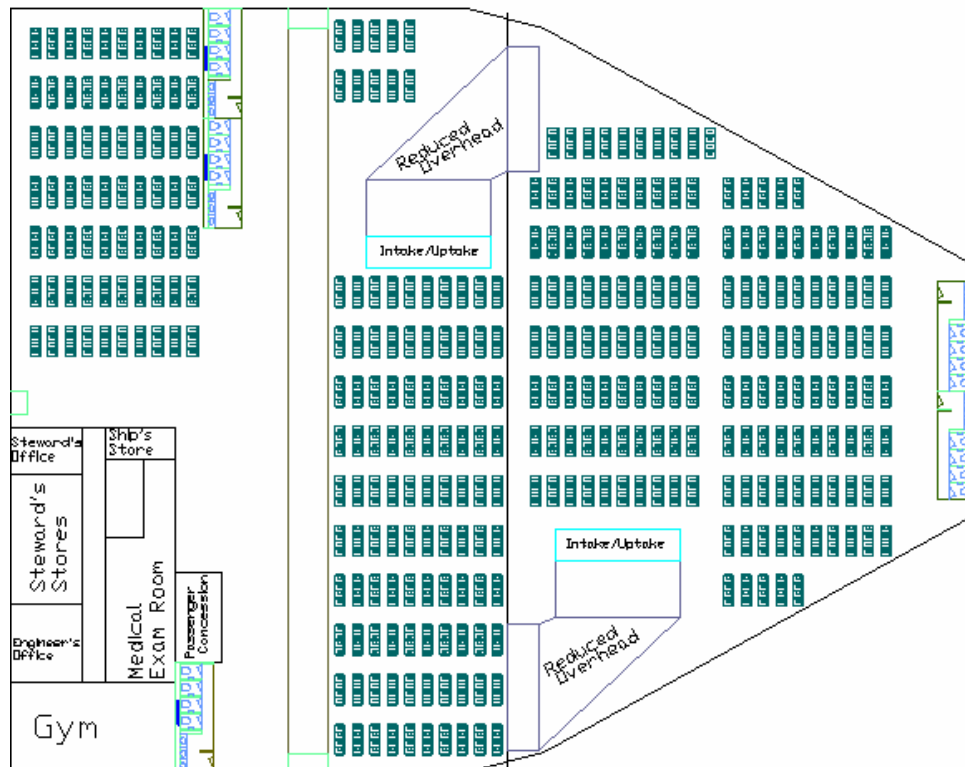 Reduced
Overhead
Intake/Uptake
Steward's
Office
Ship's
Store
Steward's
Stores
Medical
Exam Room
Passenger
Concession
Engineer's
Office
Intake/Uptake
Reduced
Overhead
Gym